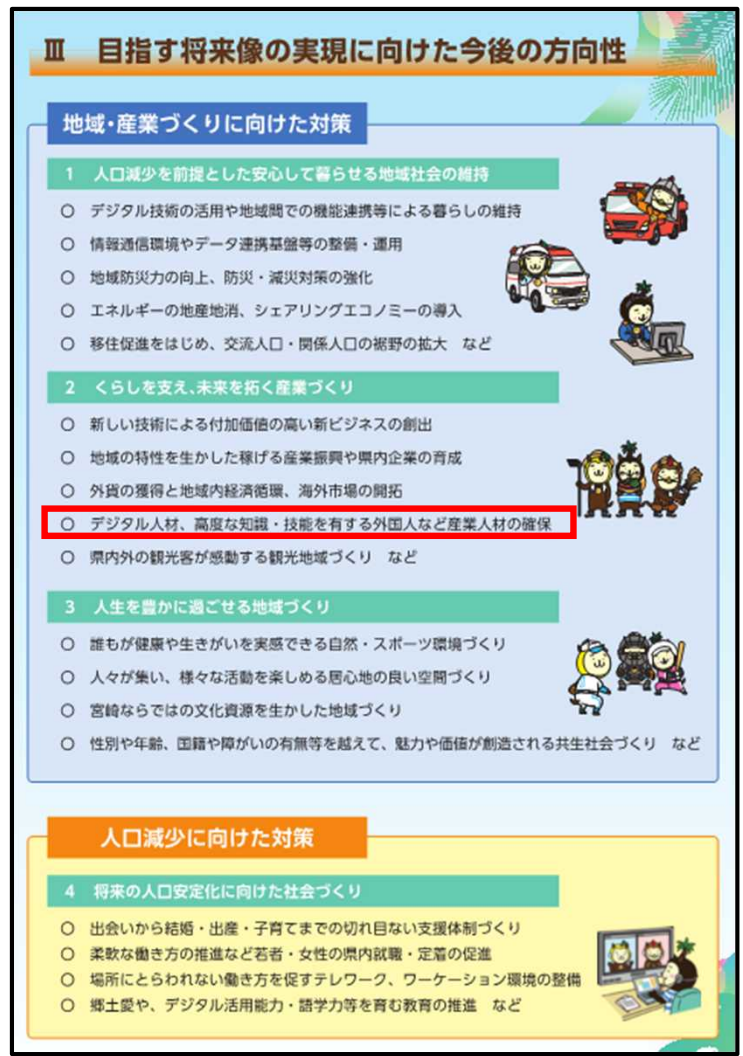 Ⅲ 目指す将来像の実現に向けた今後の方向性
地域・産業づくりに向けた対策
1 人口減少を前提とした安心して暮らせる地域社会の維持
○ デジタル技術の活用や地域間での機能連携等による暮らしの維持
○ 情報通信環境やデータ連携基盤等の整備・運用
○ 地域防災力の向上、防災・減災対策の強化
○ エネルギーの地産地消、シェアリングエコノミーの導入
○ 移住促進をはじめ、交流人口・関係人口の裾野の拡大 など
2 くらしを支え、未来を拓く産業づくり
○ 新しい技術による付加価値の高い新ビジネスの創出
○ 地域の特性を生かした稼げる産業振興や県内企業の育成
○ 外貨の獲得と地域内経済循環、海外市場の開拓
○ デジタル人材、高度な知識・技能を有する外国人など産業人材の確保
○ 県内外の観光客が感動する観光地域づくり など
3 人生を豊かに過ごせる地域づくり
○ 誰もが健康や生きがいを実感できる自然・スポーツ環境づくり
○ 人々が集い、様々な活動を楽しめる居心地の良い空間づくり
○ 宮崎ならではの文化資源を生かした地域づくり
○ 性別や年齢、国籍や障がいの有無等を越えて、魅力や価値が創造される共生社会づくり など
人口減少に向けた対策
4 将来の人口安定化に向けた社会づくり
○ 出会いから結婚・出産・子育てまでの切れ目ない支援体制づくり
○ 柔軟な働き方の推進など若者・女性の県内就職・定着の促進
○ 場所にとらわれない働き方を促すテレワーク、ワーケーション環境の整備
○ 郷土愛や、デジタル活用能力・語学力等を育む教育の推進 など